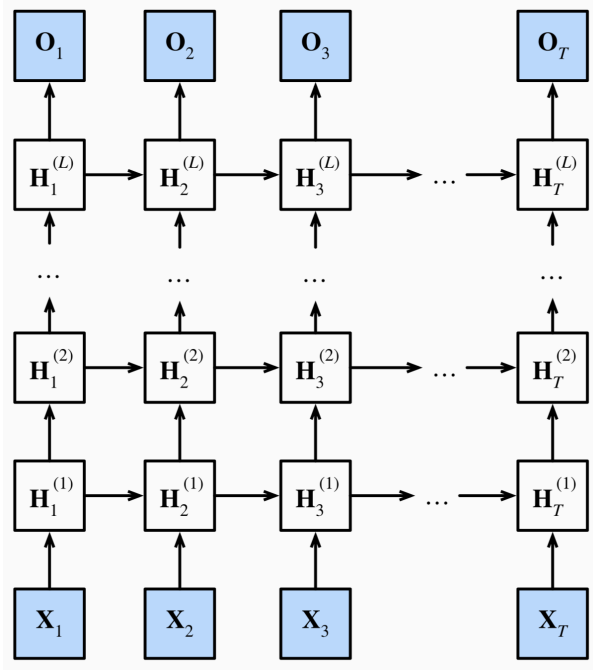 O₁ O₂ O₃ O_T
H₁^(L) H₂^(L) H₃^(L) ... H_T^(L)
... ... ... ...
H₁^(2) H₂^(2) H₃^(2) ... H_T^(2)
H₁^(1) H₂^(1) H₃^(1) ... H_T^(1)
X₁ X₂ X₃ X_T